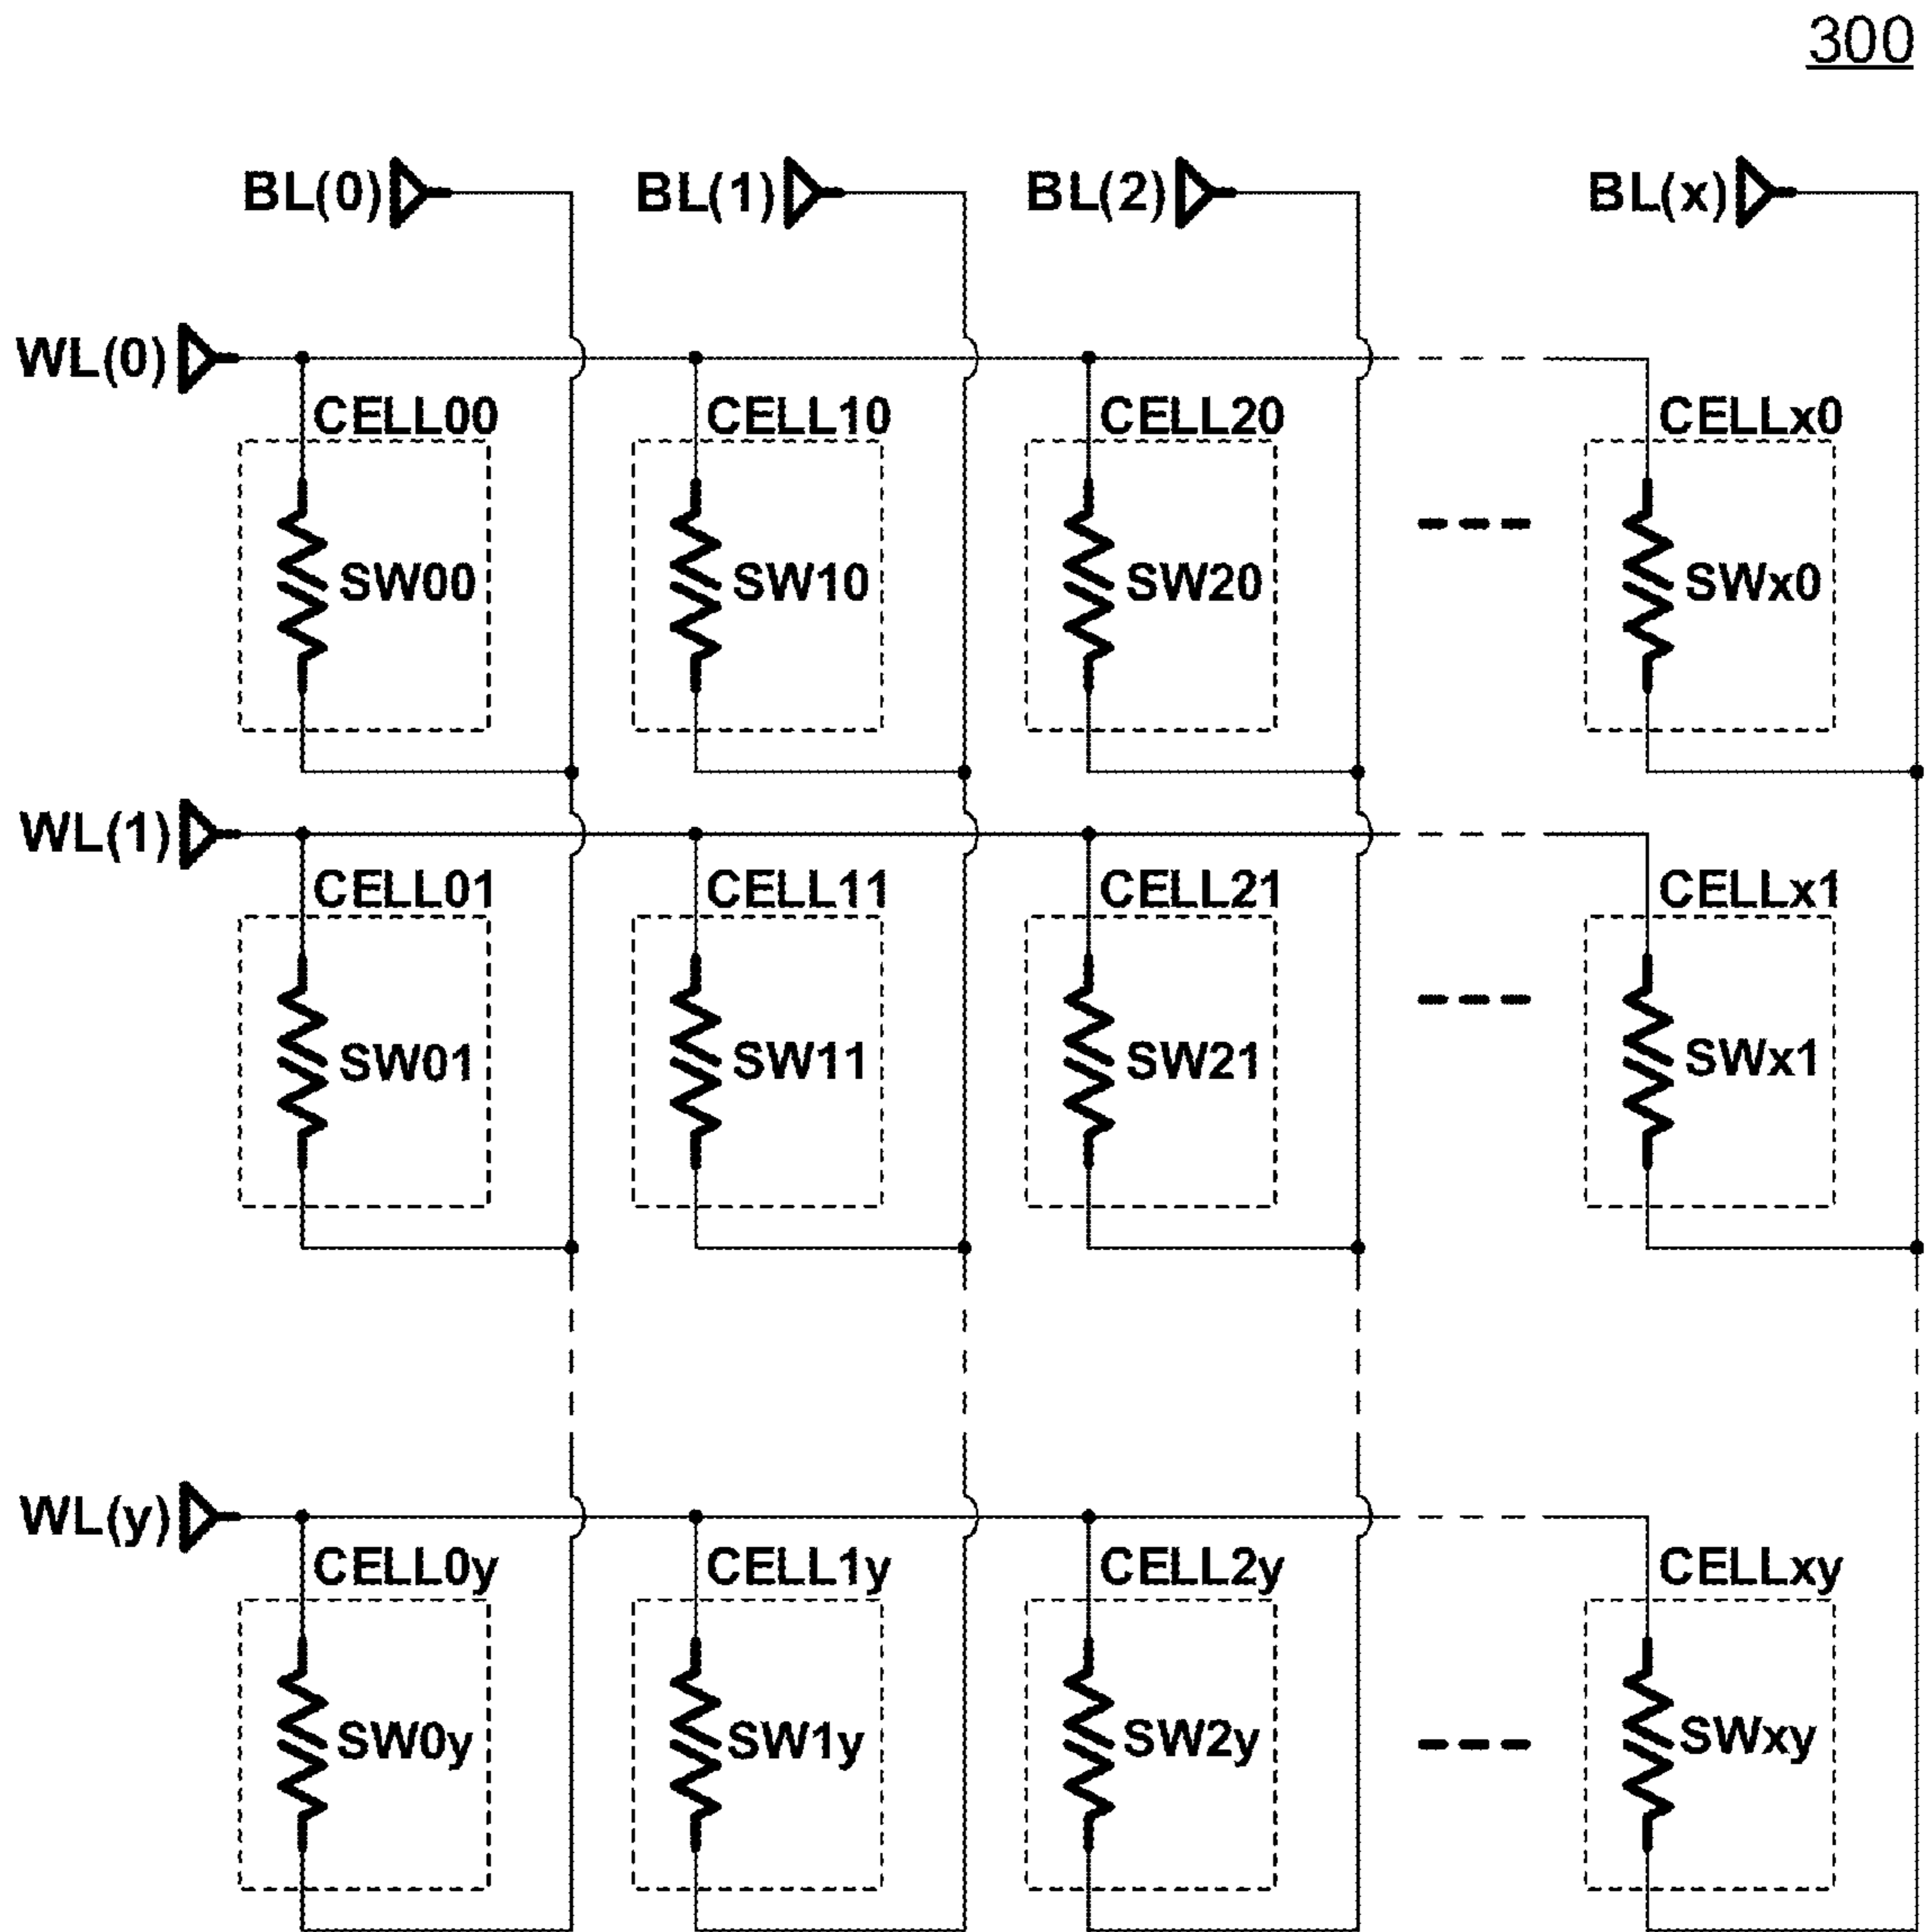 300
BL(0) BL(1) BL(2) BL(x)
WL(0)
CELL00 CELL10 CELL20 CELLx0
SW00 SW10 SW20 SWx0
WL(1)
CELL01 CELL11 CELL21 CELLx1
SW01 SW11 SW21 SWx1
WL(y)
CELL0y CELL1y CELL2y CELLxy
SW0y SW1y SW2y SWxy